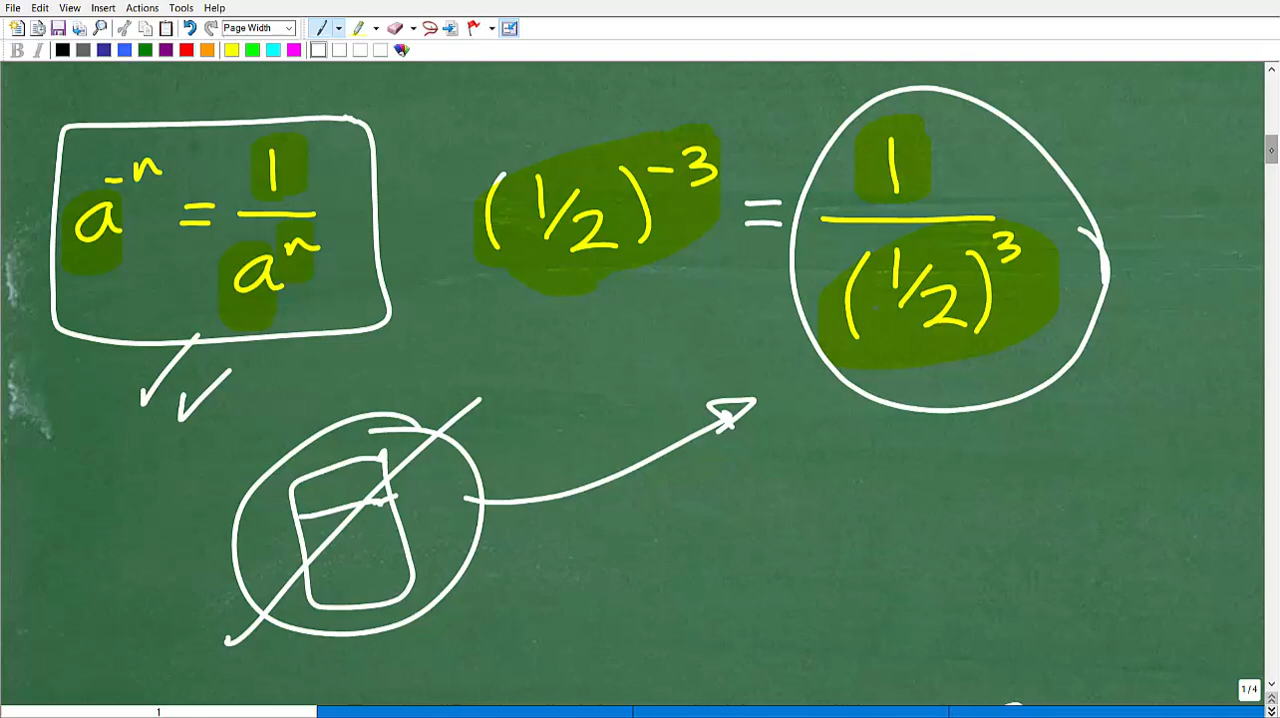 File Edit View Insert Actions Tools Help
Page Width
B I
a⁻ⁿ = 1/aⁿ
(1/2)⁻³ = 1/(1/2)³
1/4
1